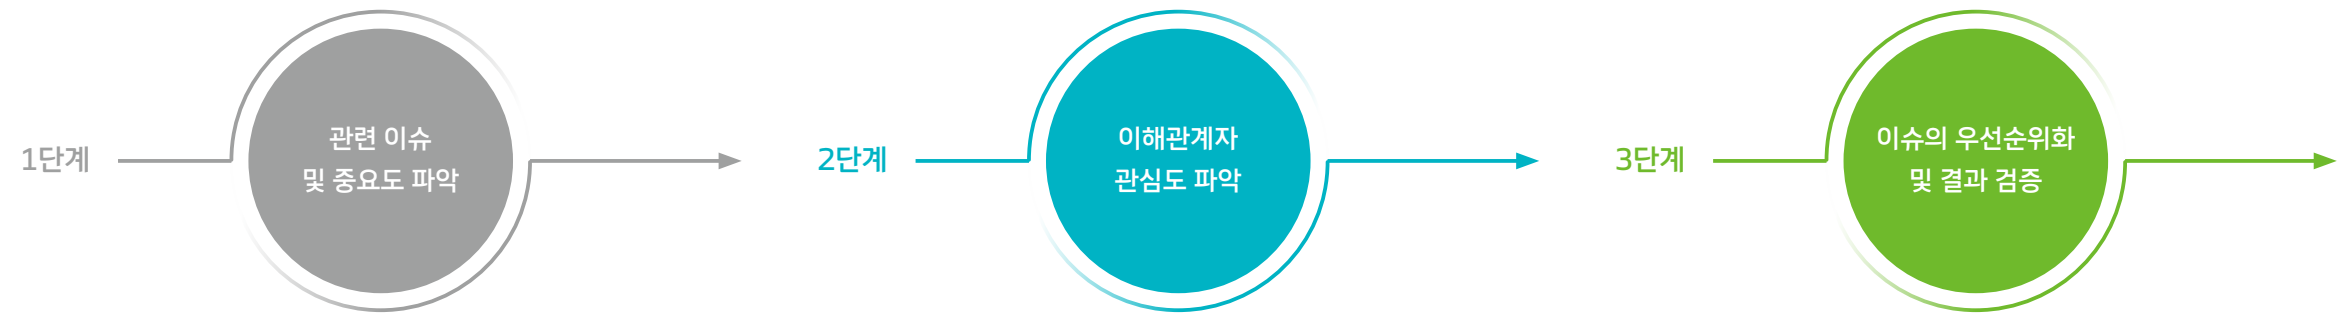 1단계
관련 이슈
및 중요도 파악
2단계
이해관계자
관심도 파악
3단계
이슈의 우선순위화
및 결과 검증